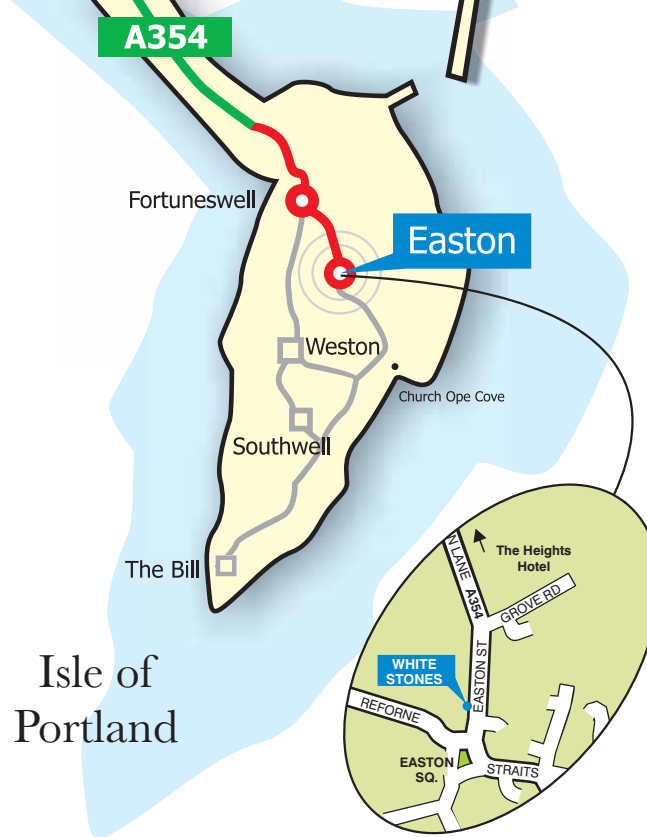 A354
Fortuneswell
Easton
Weston
Church Ope Cove
Southwell
The Bill
Isle of
Portland
N LANE A354
The Heights
Hotel
GROVE RD
WHITE
STONES
EASTON ST
REFORNE
EASTON
SQ.
STRAITS